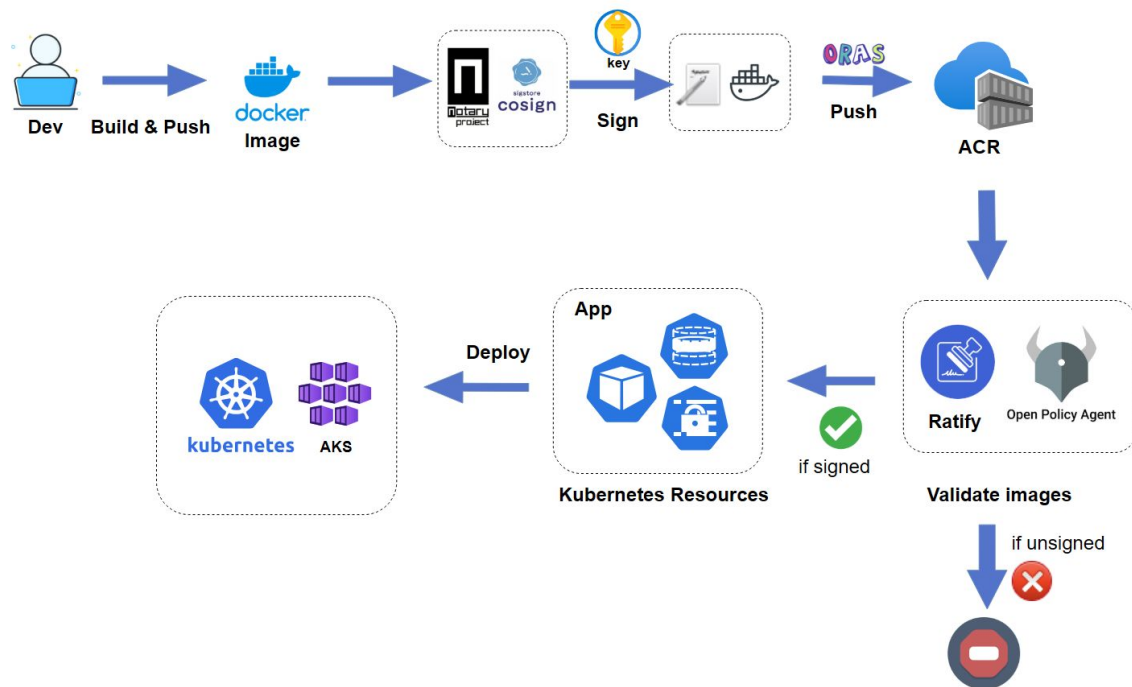 Dev
Build & Push
docker
Image
notary
project
sigstore
cosign
key
Sign
ORAS
Push
ACR
App
Kubernetes Resources
Deploy
kubernetes
AKS
Ratify
Open Policy Agent
if signed
Validate images
if unsigned